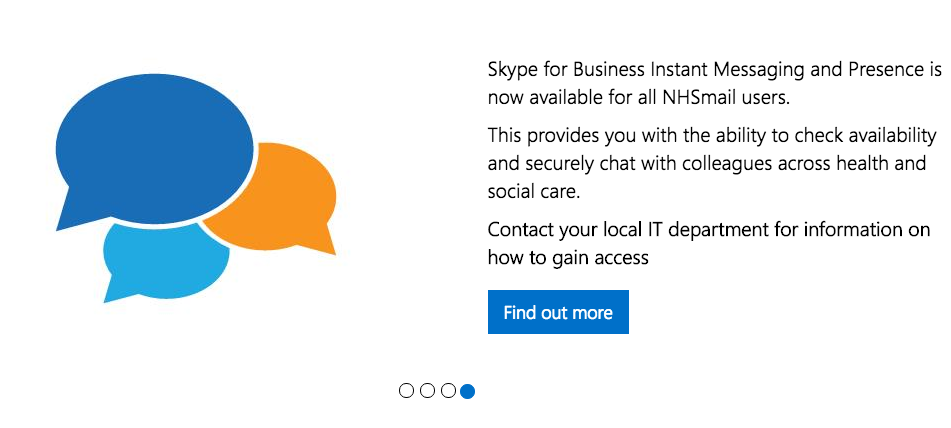 Skype for Business Instant Messaging and Presence is
now available for all NHSmail users.
This provides you with the ability to check availability
and securely chat with colleagues across health and
social care.
Contact your local IT department for information on
how to gain access
Find out more